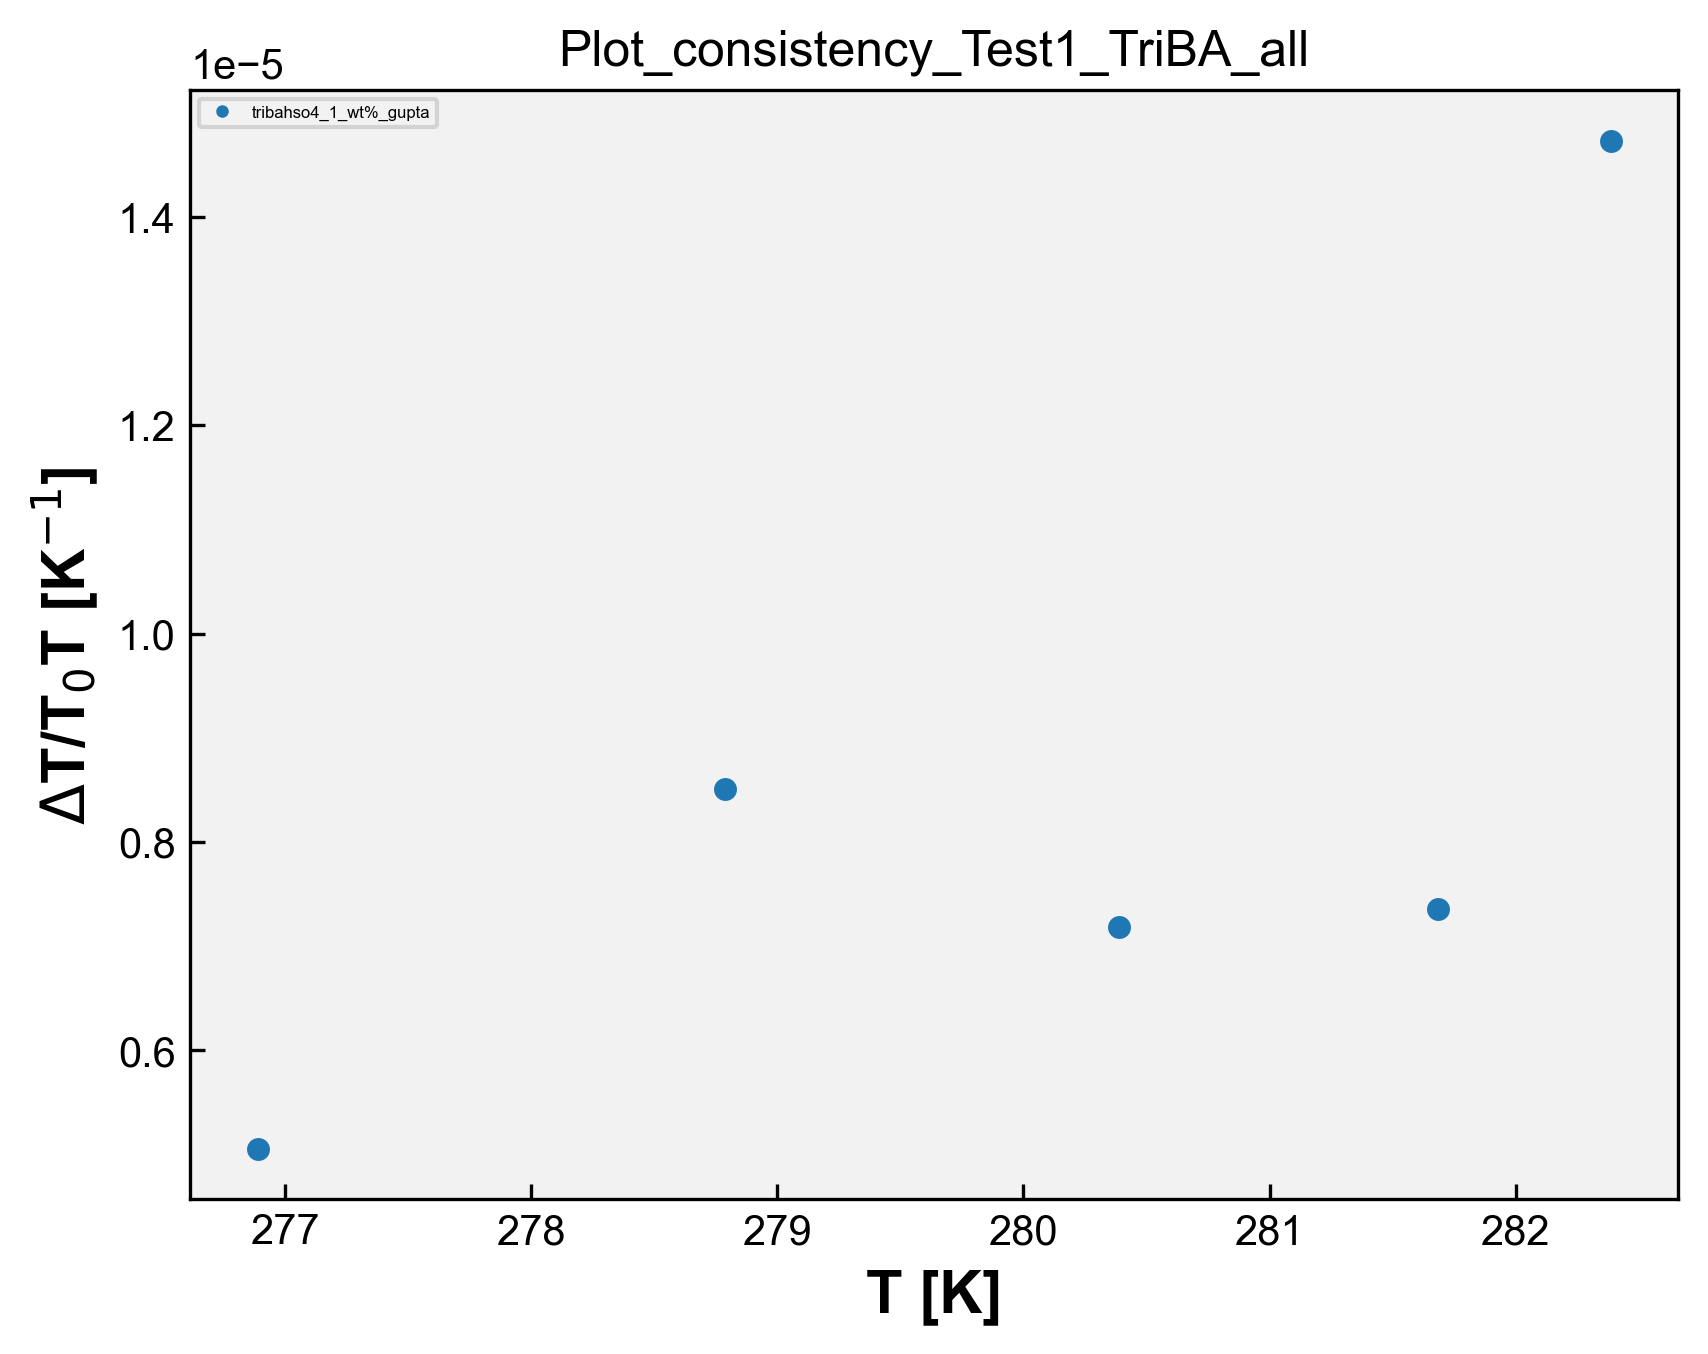 Plot_consistency_Test1_TriBA_all
1e−5
tribahso4_1_wt%_gupta
1.4
1.2
1.0
0.8
0.6
ΔT/T₀T [K⁻¹]
277 278 279 280 281 282
T [K]